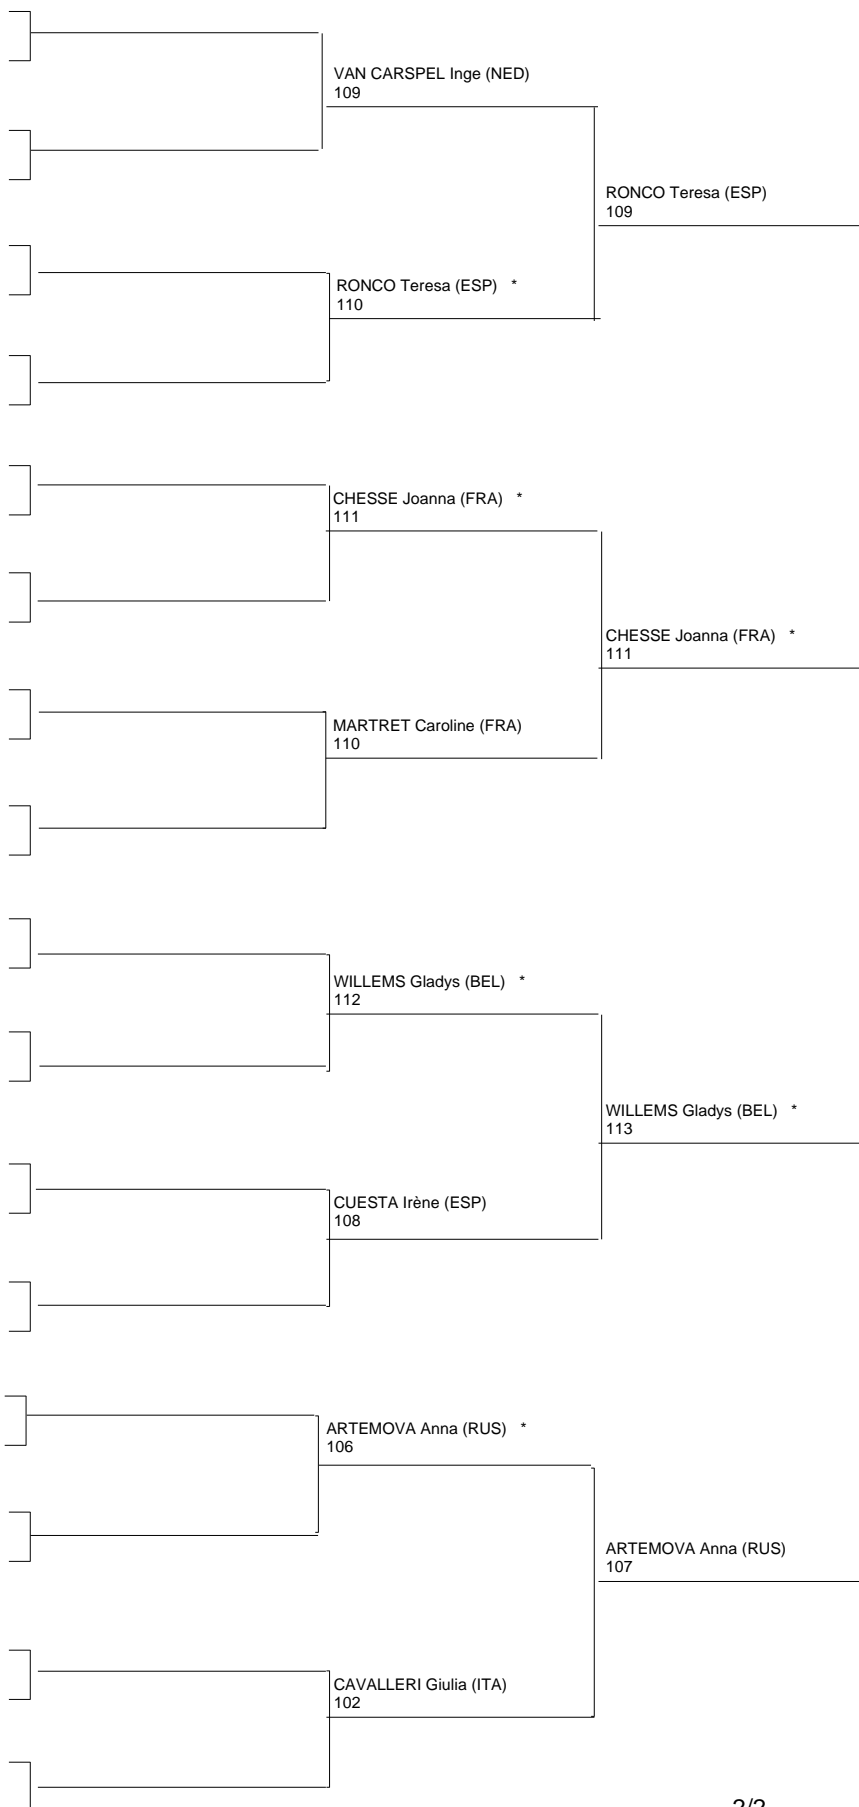 VAN CARSPEL Inge (NED)
109
RONCO Teresa (ESP)
109
RONCO Teresa (ESP) *
110
CHESSE Joanna (FRA) *
111
CHESSE Joanna (FRA) *
111
MARTRET Caroline (FRA)
110
WILLEMS Gladys (BEL) *
112
WILLEMS Gladys (BEL) *
113
CUESTA Irène (ESP)
108
ARTEMOVA Anna (RUS) *
106
ARTEMOVA Anna (RUS)
107
CAVALLERI Giulia (ITA)
102